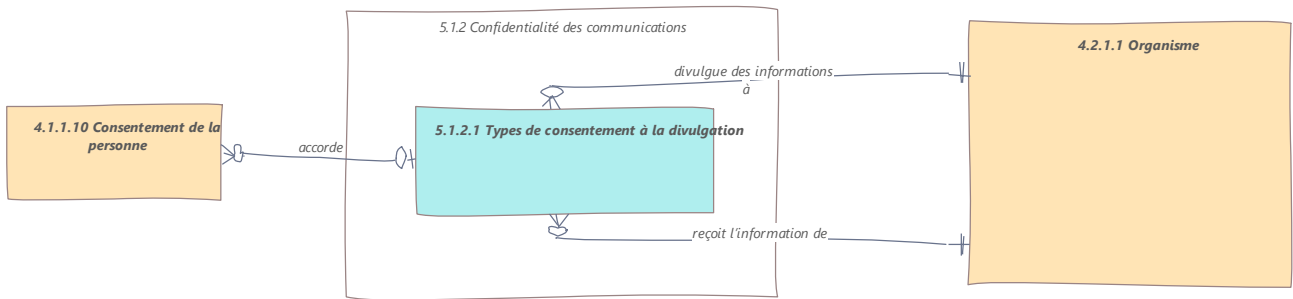 5.1.2 Confidentialité des communications
4.2.1.1 Organisme
divulgue des informations
à
4.1.1.10 Consentement de la
personne
5.1.2.1 Types de consentement à la divulgation
accorde
reçoit l'information de